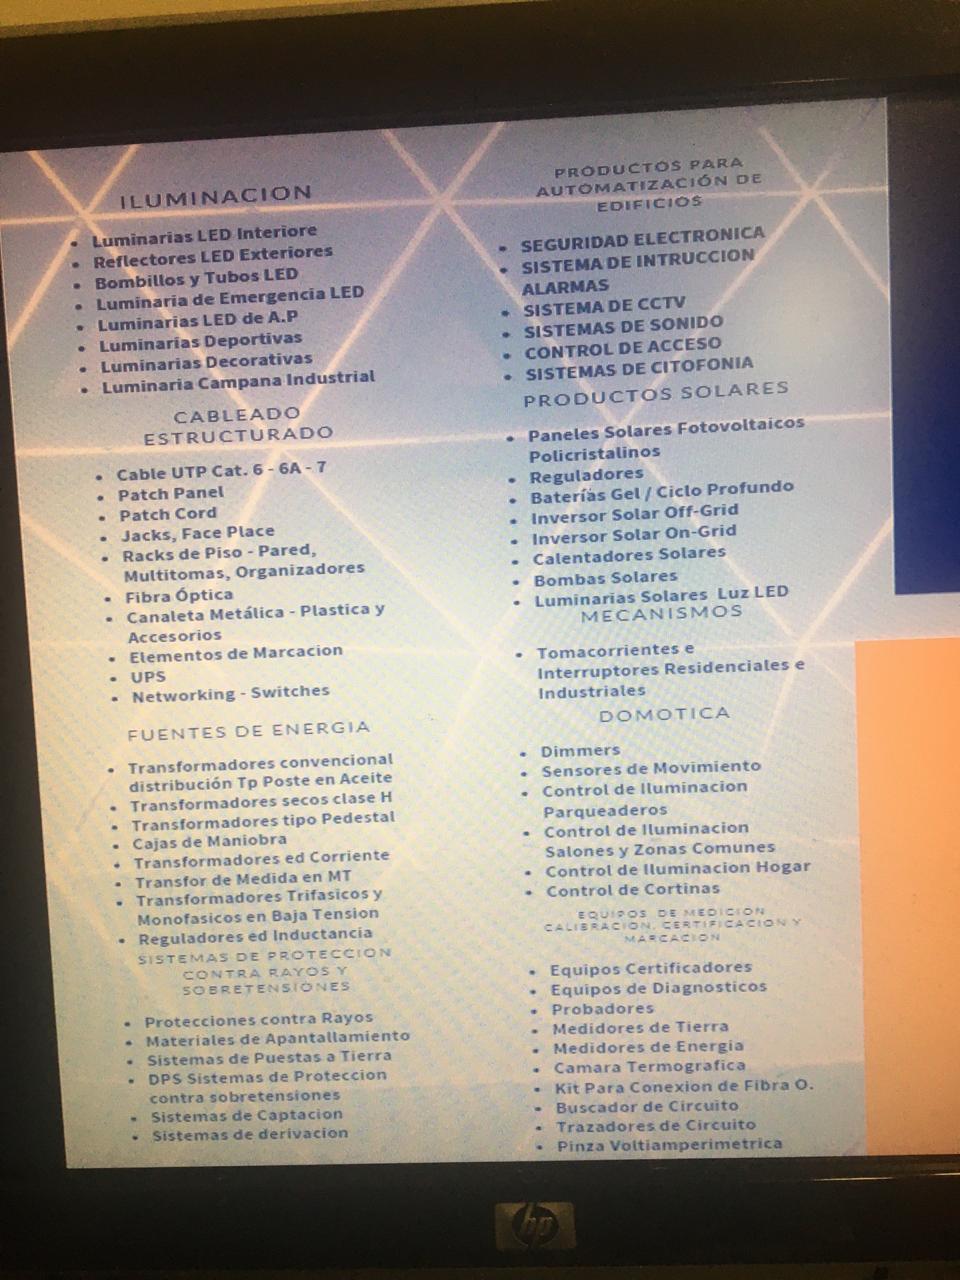 ILUMINACION
• Luminarias LED Interiore
• Reflectores LED Exteriores
• Bombillos y Tubos LED
• Luminaria de Emergencia LED
• Luminarias LED de A.P
• Luminarias Deportivas
• Luminarias Decorativas
• Luminaria Campana Industrial
CABLEADO
ESTRUCTURADO
• Cable UTP Cat. 6 - 6A - 7
• Patch Panel
• Patch Cord
• Jacks, Face Place
• Racks de Piso - Pared,
Multitomas, Organizadores
• Fibra Óptica
• Canaleta Metálica - Plastica y
Accesorios
• Elementos de Marcacion
• UPS
• Networking - Switches
FUENTES DE ENERGIA
• Transformadores convencional
distribución Tp Poste en Aceite
• Transformadores secos clase H
• Transformadores tipo Pedestal
• Cajas de Maniobra
• Transformadores ed Corriente
• Transfor de Medida en MT
• Transformadores Trifasicos y
Monofasicos en Baja Tension
• Reguladores ed Inductancia
SISTEMAS DE PROTECCION
CONTRA RAYOS Y
SOBRETENSIONES
• Protecciones contra Rayos
• Materiales de Apantallamiento
• Sistemas de Puestas a Tierra
• DPS Sistemas de Proteccion
contra sobretensiones
• Sistemas de Captacion
• Sistemas de derivacion
PRODUCTOS PARA
AUTOMATIZACIÓN DE
EDIFICIOS
• SEGURIDAD ELECTRONICA
• SISTEMA DE INTRUCCION
ALARMAS
• SISTEMA DE CCTV
• SISTEMAS DE SONIDO
• CONTROL DE ACCESO
• SISTEMAS DE CITOFONIA
PRODUCTOS SOLARES
• Paneles Solares Fotovoltaicos
Policristalinos
• Reguladores
• Baterías Gel / Ciclo Profundo
• Inversor Solar Off-Grid
• Inversor Solar On-Grid
• Calentadores Solares
• Bombas Solares
• Luminarias Solares Luz LED
MECANISMOS
• Tomacorrientes e
Interruptores Residenciales e
Industriales
DOMOTICA
• Dimmers
• Sensores de Movimiento
• Control de Iluminacion
Parqueaderos
• Control de Iluminacion
Salones y Zonas Comunes
• Control de Iluminacion Hogar
• Control de Cortinas
EQUIPOS DE MEDICION
CALIBRACION, CERTIFICACION Y
MARCACION
• Equipos Certificadores
• Equipos de Diagnosticos
• Probadores
• Medidores de Tierra
• Medidores de Energia
• Camara Termografica
• Kit Para Conexion de Fibra O.
• Buscador de Circuito
• Trazadores de Circuito
• Pinza Voltiamperimetrica
hp